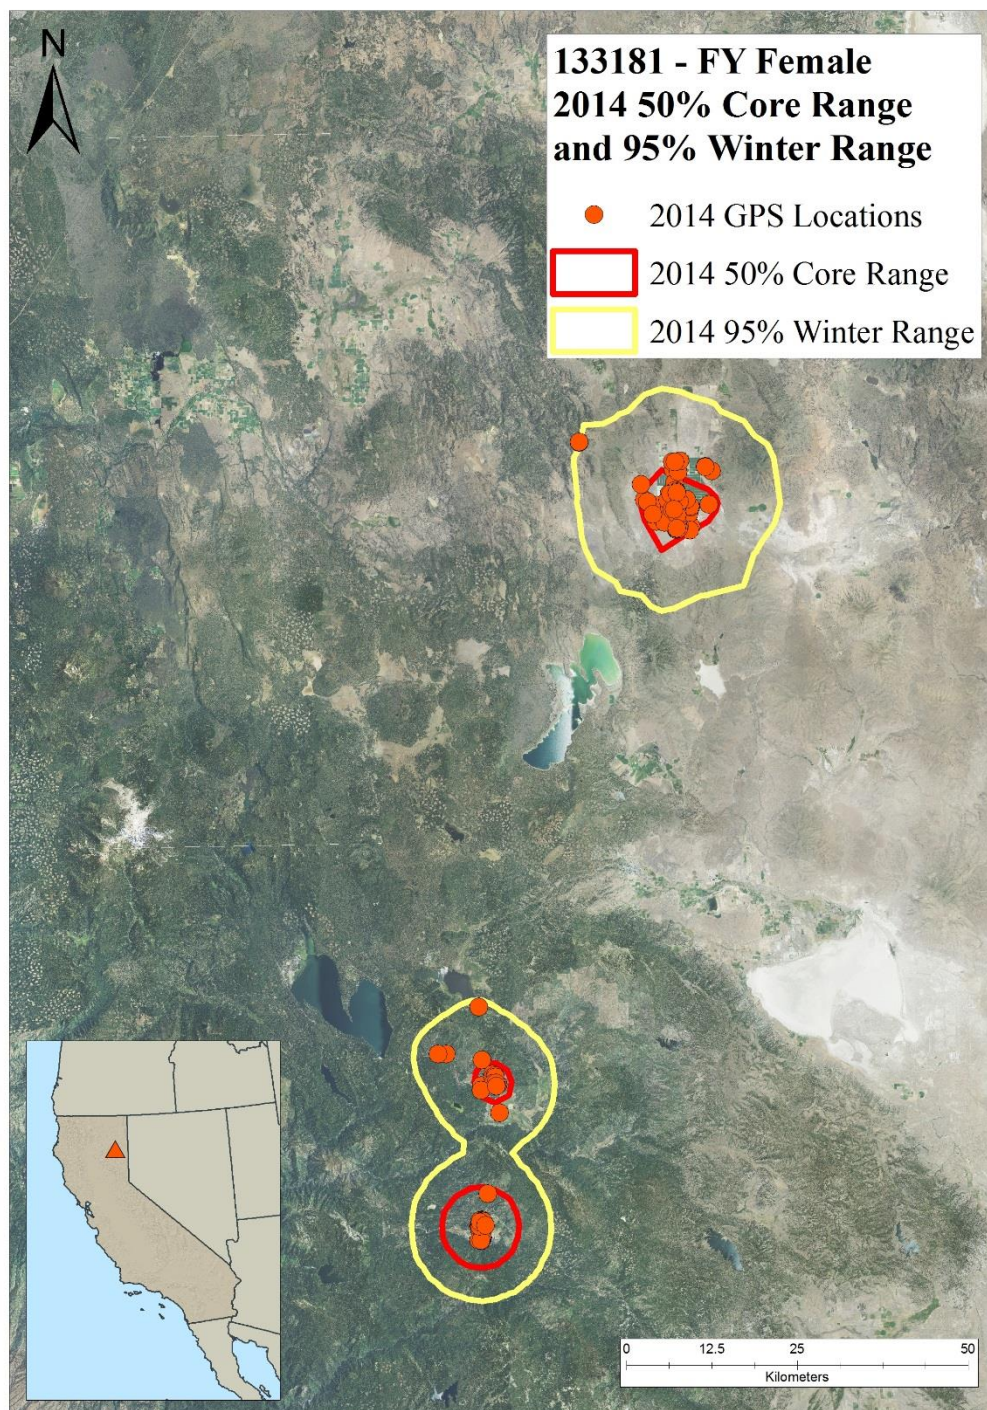 N
133181 - FY Female
2014 50% Core Range
and 95% Winter Range
2014 GPS Locations
2014 50% Core Range
2014 95% Winter Range
0 12.5 25 50
Kilometers